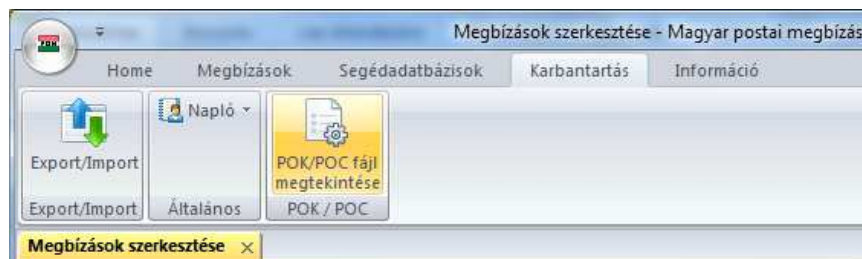 Megbízások szerkesztése - Magyar postai megbízás
Home Megbízások Segédadatbázisok Karbantartás Információ
Export/Import
Napló
POK/POC fájl
megtekintése
Export/Import Általános POK / POC
Megbízások szerkesztése